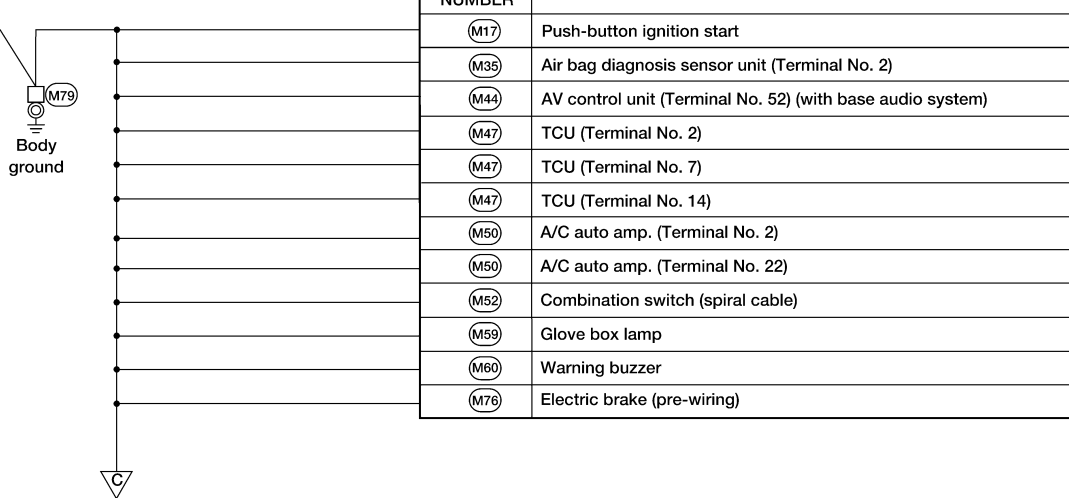 NUMBER
M17 Push-button ignition start
M35 Air bag diagnosis sensor unit (Terminal No. 2)
M79
M44 AV control unit (Terminal No. 52) (with base audio system)
M47 TCU (Terminal No. 2)
Body
ground
M47 TCU (Terminal No. 7)
M47 TCU (Terminal No. 14)
M50 A/C auto amp. (Terminal No. 2)
M50 A/C auto amp. (Terminal No. 22)
M52 Combination switch (spiral cable)
M59 Glove box lamp
M60 Warning buzzer
M76 Electric brake (pre-wiring)
C